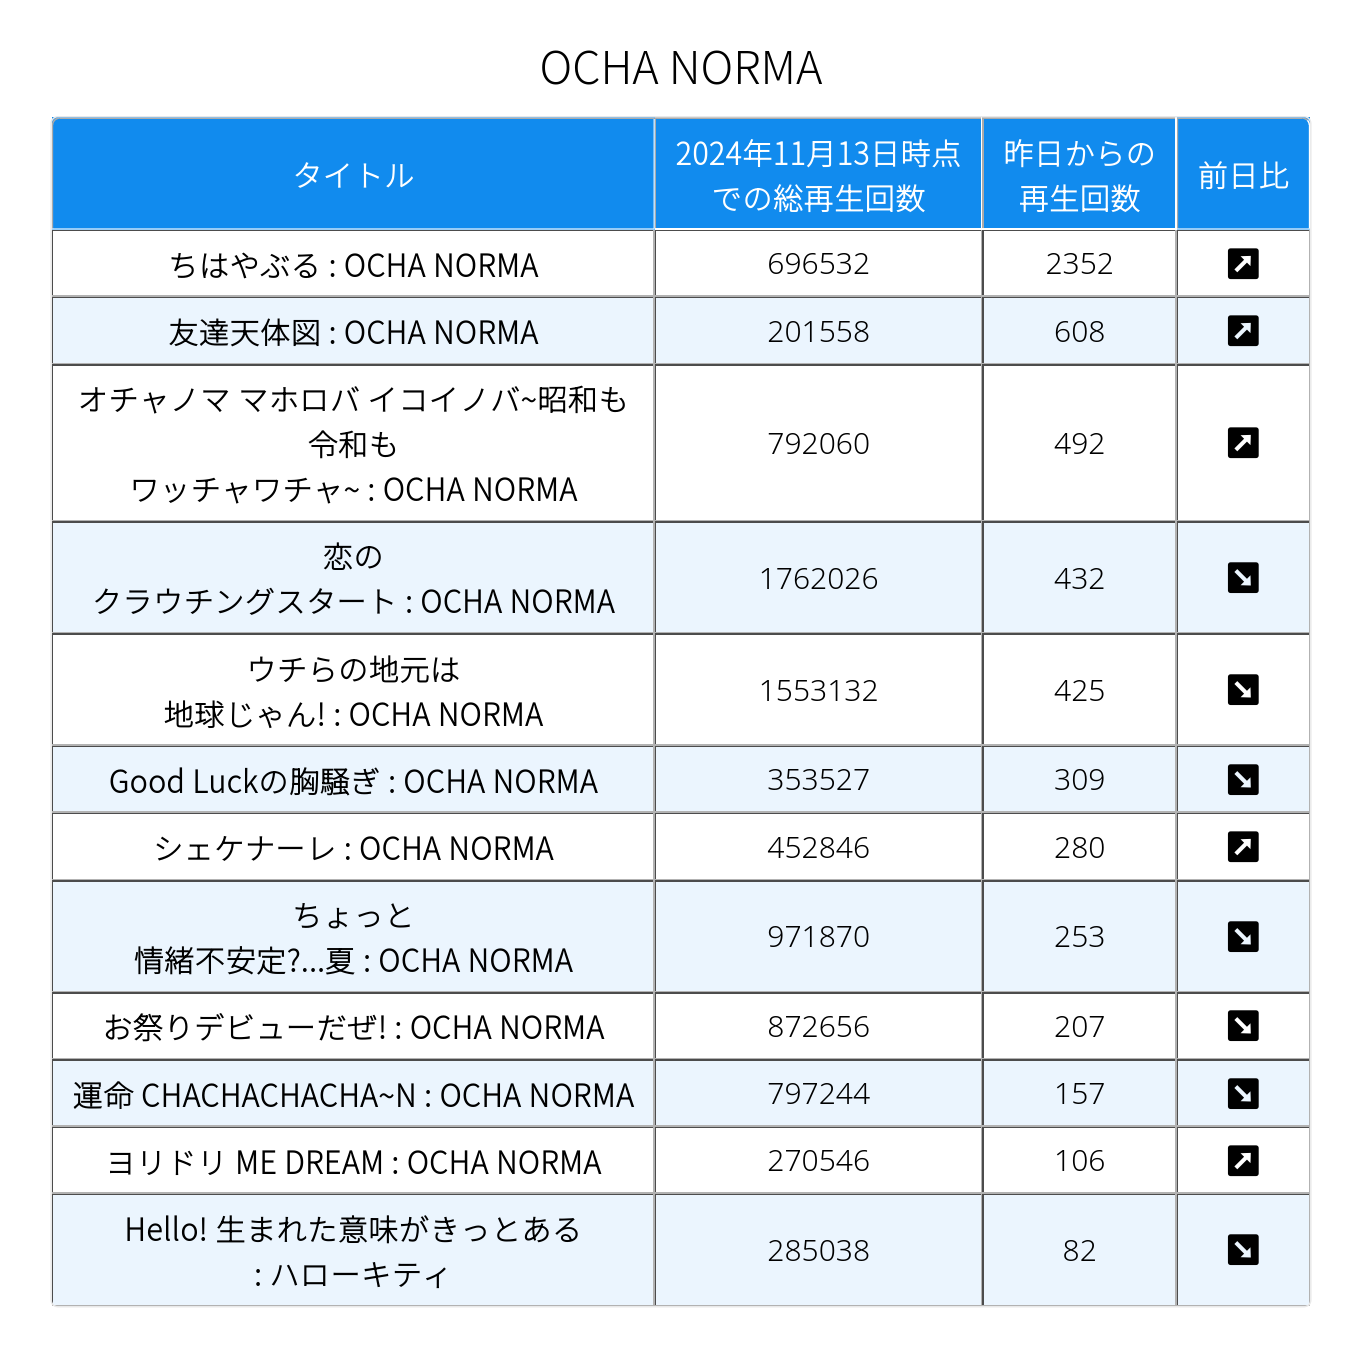 OCHA NORMA
タイトル
2024年11月13日時点
での総再生回数
昨日からの
再生回数
前日比
ちはやぶる : OCHA NORMA
696532
2352
友達天体図 : OCHA NORMA
201558
608
オチャノマ マホロバ イコイノバ~昭和も
令和も
ワッチャワチャ~ : OCHA NORMA
792060
492
恋の
クラウチングスタート : OCHA NORMA
1762026
432
ウチらの地元は
地球じゃん! : OCHA NORMA
1553132
425
Good Luckの胸騒ぎ : OCHA NORMA
353527
309
シェケナーレ : OCHA NORMA
452846
280
ちょっと
情緒不安定?...夏 : OCHA NORMA
971870
253
お祭りデビューだぜ! : OCHA NORMA
872656
207
運命 CHACHACHACHA~N : OCHA NORMA
797244
157
ヨリドリ ME DREAM : OCHA NORMA
270546
106
Hello! 生まれた意味がきっとある
: ハローキティ
285038
82